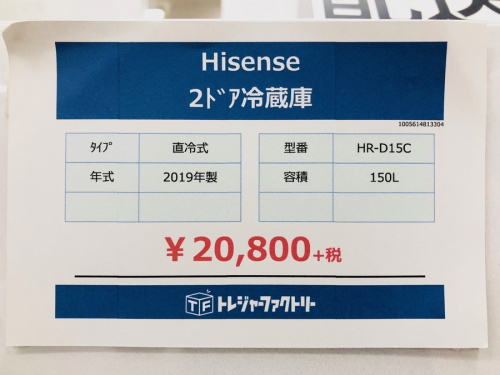 Hisense
2ﾄﾞｱ冷蔵庫
1005614813304
ﾀｲﾌﾟ 直冷式 型番 HR-D15C
年式 2019年製 容積 150L
￥20,800+税
TF トレジャーファクトリー